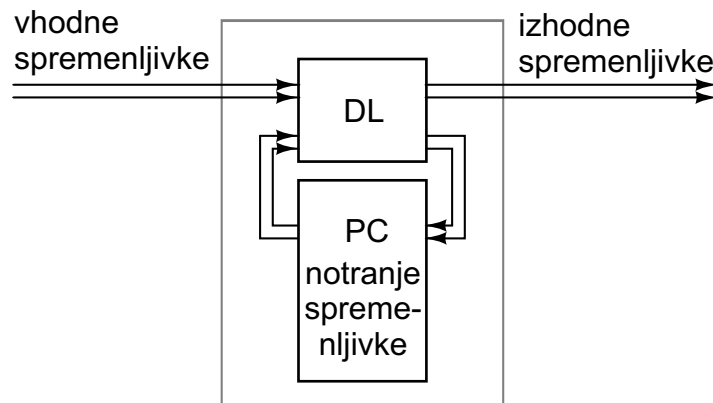 vhodne
spremenljivke
izhodne
spremenljivke
DL
PC
notranje
spreme-
nljivke